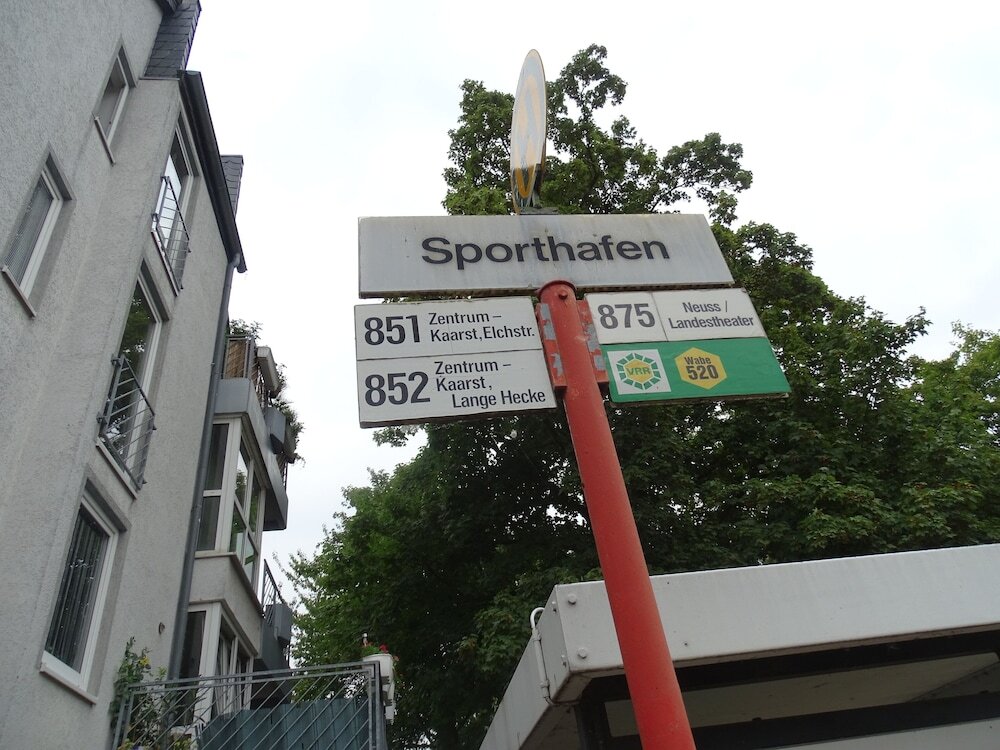 Sporthafen
851 Zentrum –
Kaarst, Elchstr.
852 Zentrum –
Kaarst,
Lange Hecke
875 Neuss /
Landestheater
VRR
Wabe
520